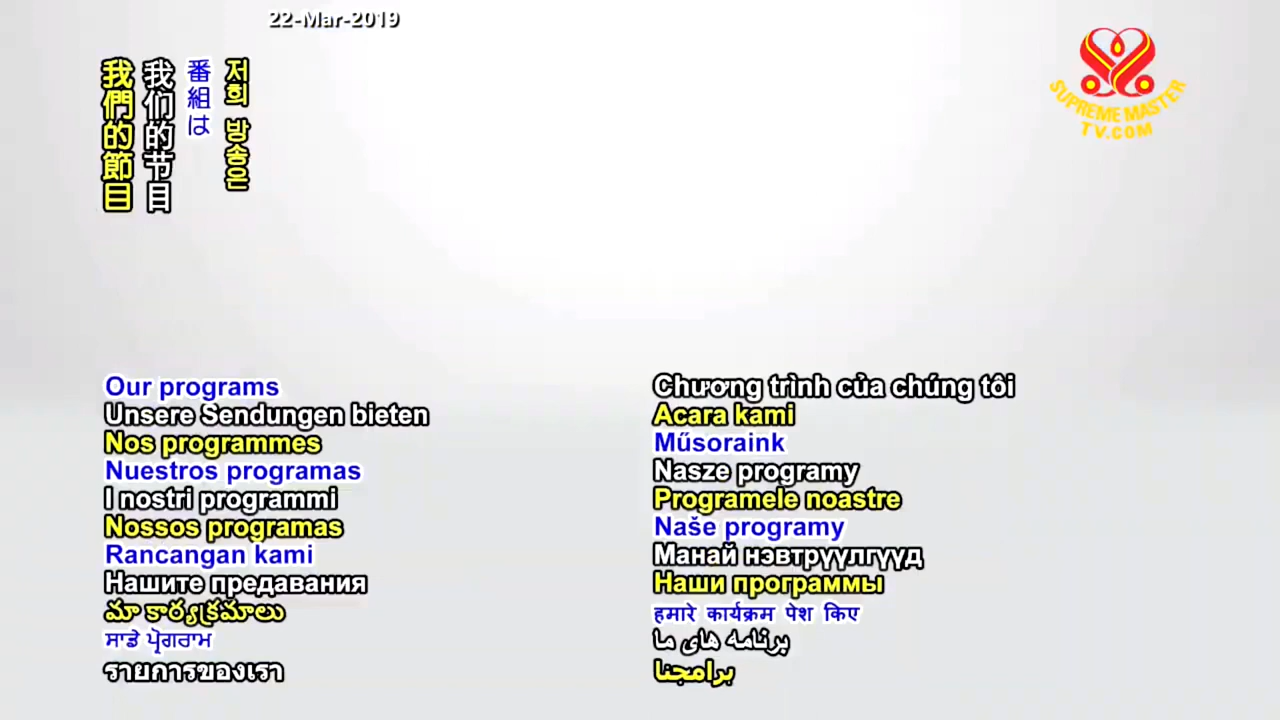 22-Mar-2019
SUPREME MASTER
TV.COM
我們的節目
我们的节目
番組は
저희 방송은
Our programs
Unsere Sendungen bieten
Nos programmes
Nuestros programas
I nostri programmi
Nossos programas
Rancangan kami
Нашите предавания
మా కార్యక్రమాలు
ਸਾਡੇ ਪ੍ਰੋਗਰਾਮ
รายการของเรา
Chương trình của chúng tôi
Acara kami
Műsoraink
Nasze programy
Programele noastre
Naše programy
Манай нэвтрүүлгүүд
Наши программы
हमारे कार्यक्रम पेश किए
برنامه های ما
برامجنا